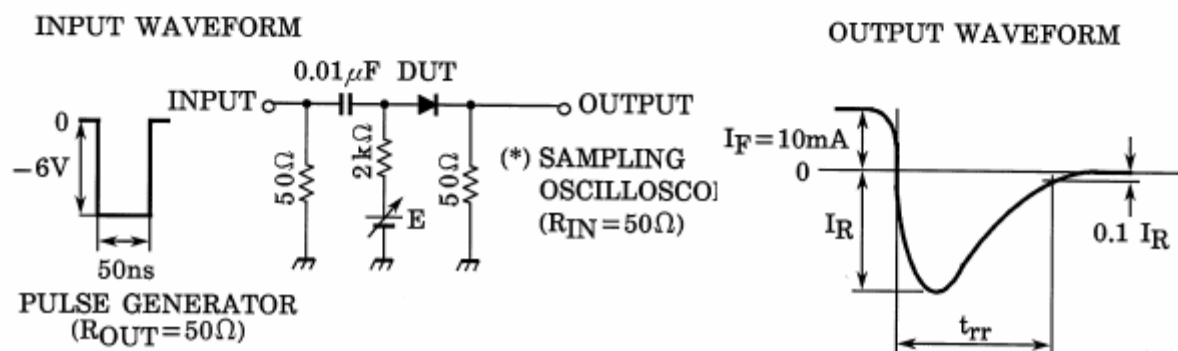 INPUT WAVEFORM
0.01μF DUT
INPUT
OUTPUT
0
−6V
50ns
50Ω
2kΩ
E
50Ω
(*) SAMPLING
OSCILLOSCOI
(RIN=50Ω)
PULSE GENERATOR
(ROUT=50Ω)
OUTPUT WAVEFORM
IF=10mA
0
IR
0.1 IR
trr